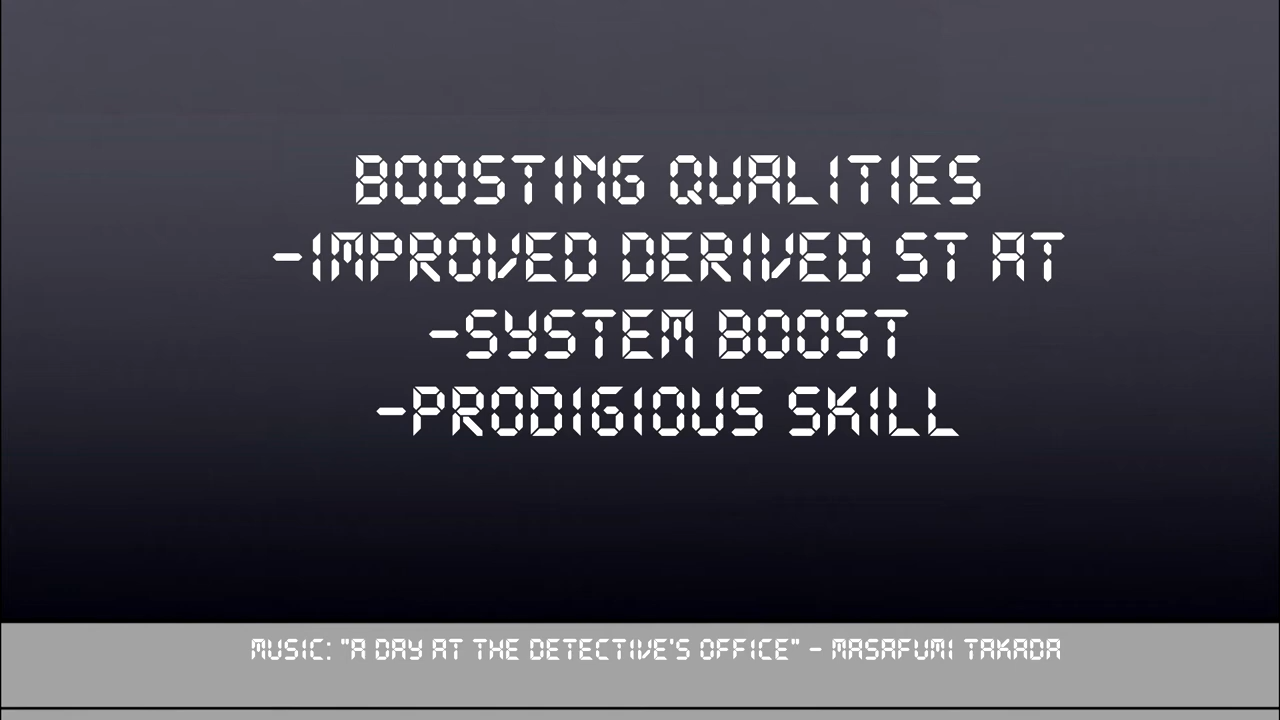 BOOSTING QUALITIES
-IMPROVED DERIVED ST AT
-SYSTEM BOOST
-PRODIGIOUS SKILL
MUSIC: "A DAY AT THE DETECTIVE'S OFFICE" - MASAFUMI TAKADA